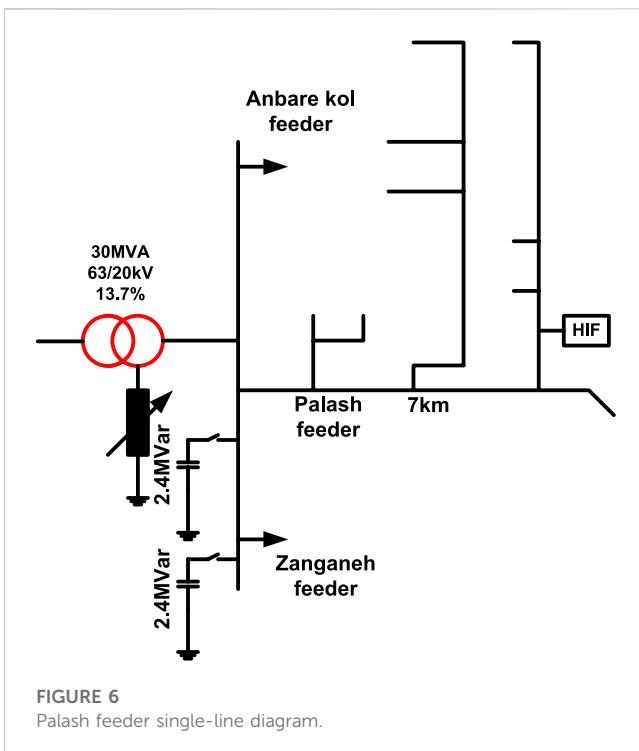 Anbare kol
feeder
30MVA
63/20kV
13.7%
HIF
Palash
feeder
7km
2.4MVar
Zanganeh
feeder
2.4MVar
FIGURE 6
Palash feeder single-line diagram.